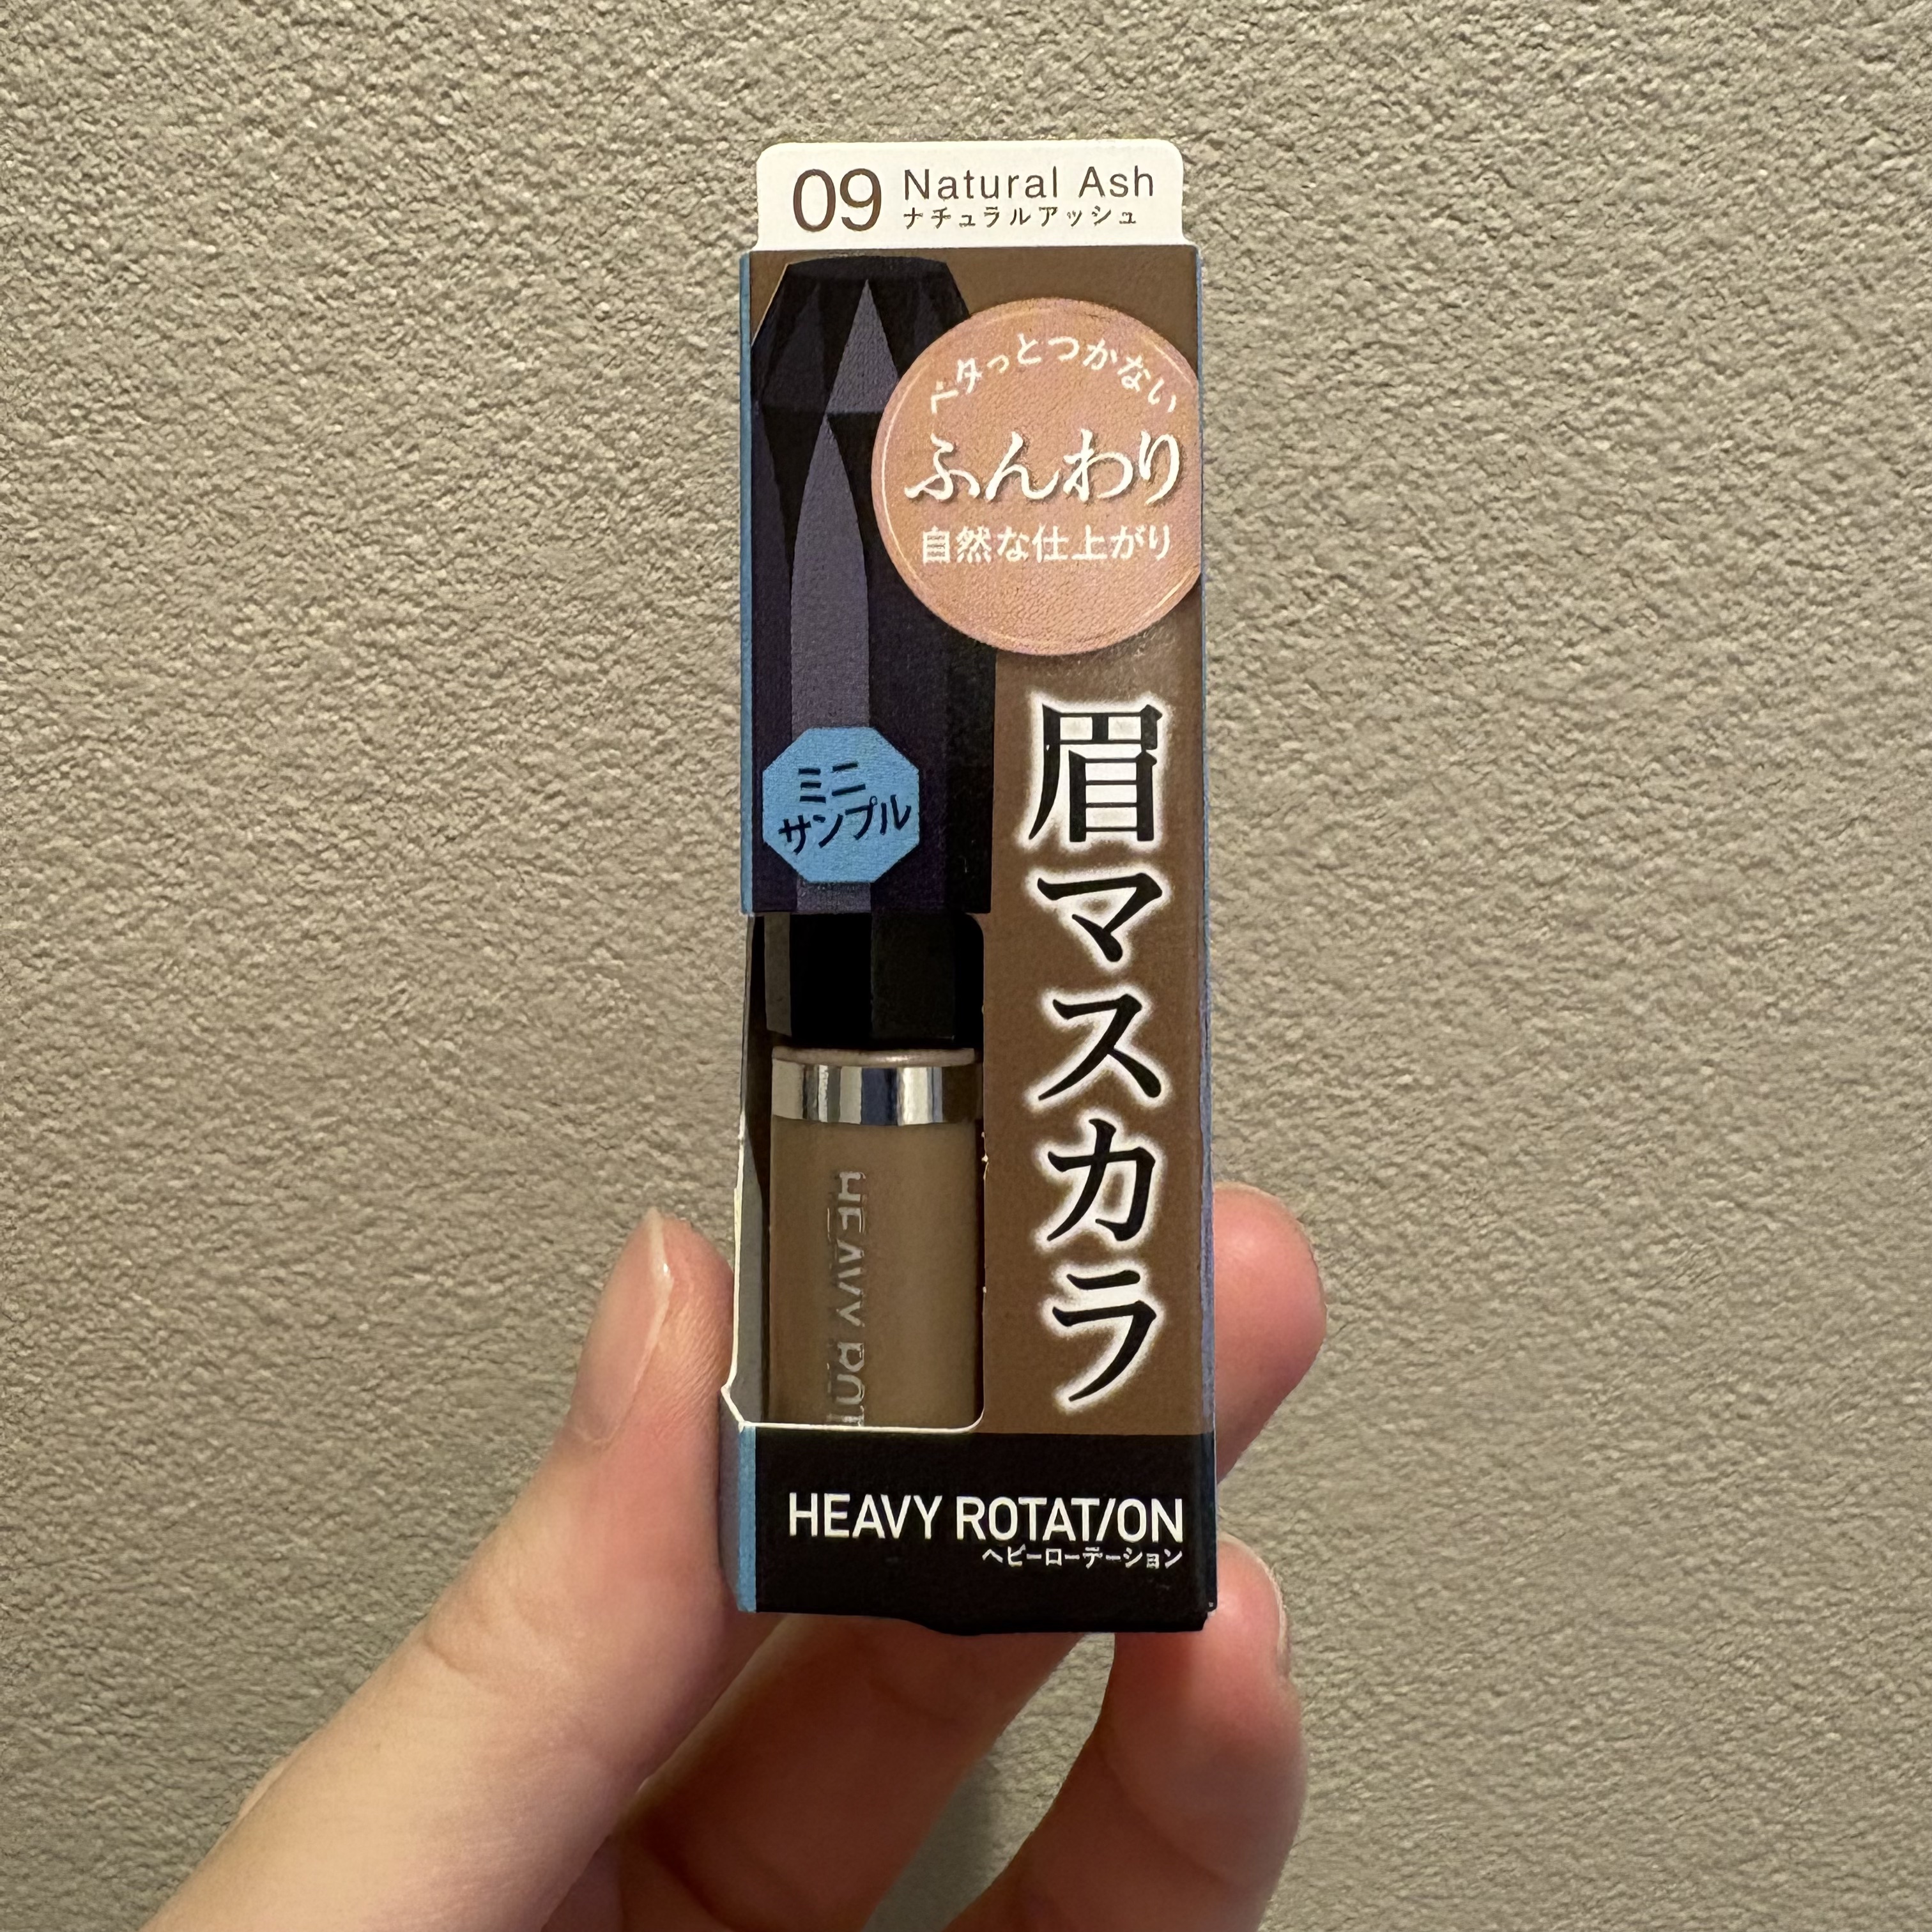 09 Natural Ash
ナチュラルアッシュ
ベタっとつかない
ふんわり
自然な仕上がり
ミニ
サンプル
眉マスカラ
HEAVY ROT
HEAVY ROTAT/ON
ヘビーローテーション